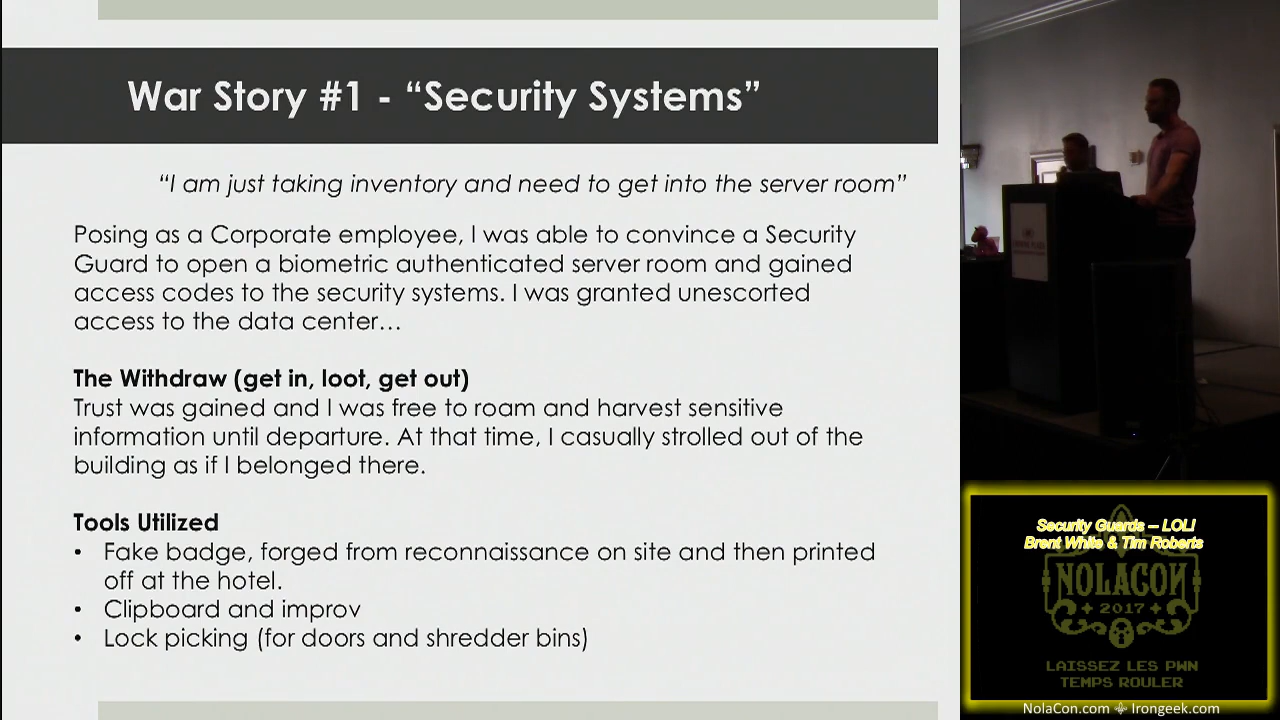 War Story #1 - “Security Systems”
“I am just taking inventory and need to get into the server room”
Posing as a Corporate employee, I was able to convince a Security
Guard to open a biometric authenticated server room and gained
access codes to the security systems. I was granted unescorted
access to the data center…
The Withdraw (get in, loot, get out)
Trust was gained and I was free to roam and harvest sensitive
information until departure. At that time, I casually strolled out of the
building as if I belonged there.
Tools Utilized
• Fake badge, forged from reconnaissance on site and then printed
off at the hotel.
• Clipboard and improv
• Lock picking (for doors and shredder bins)
Security Guards -- LOL!
Brent White & Tim Roberts
NOLACON
2017
LAISSEZ LES PWN
TEMPS ROULER
NolaCon.com ⚜ Irongeek.com